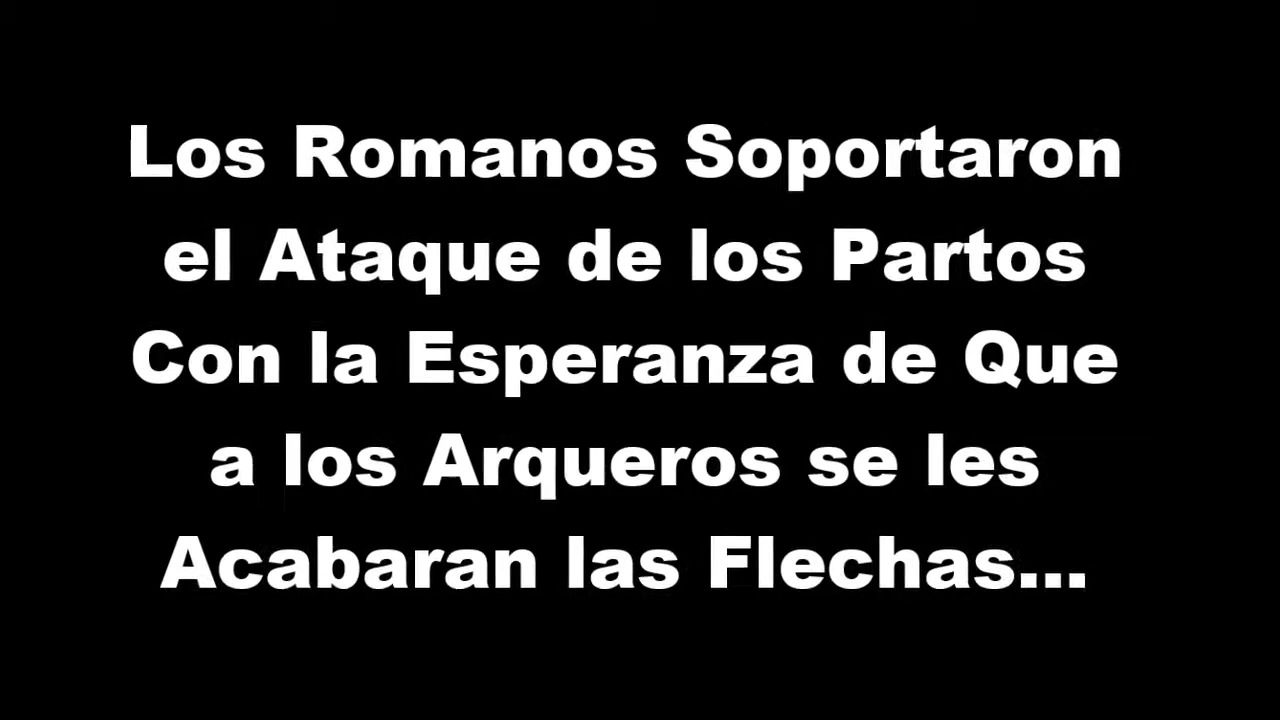 Los Romanos Soportaron
el Ataque de los Partos
Con la Esperanza de Que
a los Arqueros se les
Acabaran las Flechas...